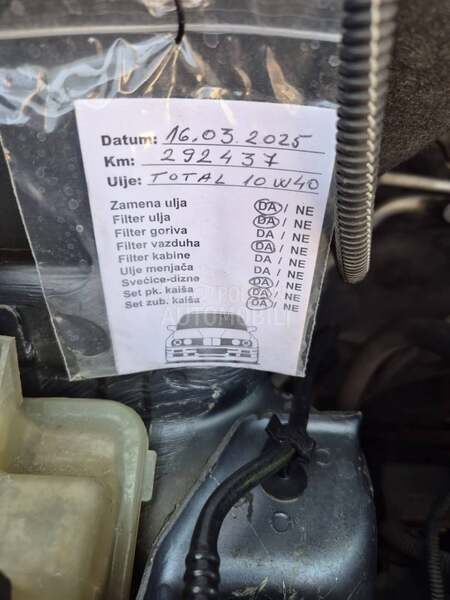 Datum: 16.03.2025
Km: 292437
Ulje: TOTAL 10W40
Zamena ulja DA / NE
Filter ulja DA / NE
Filter goriva DA / NE
Filter vazduha DA / NE
Filter kabine DA / NE
Ulje menjača DA / NE
Svećice-dizne DA / NE
Set pk. kaiša DA / NE
Set zub. kaiša DA / NE
AUTOMOBILI